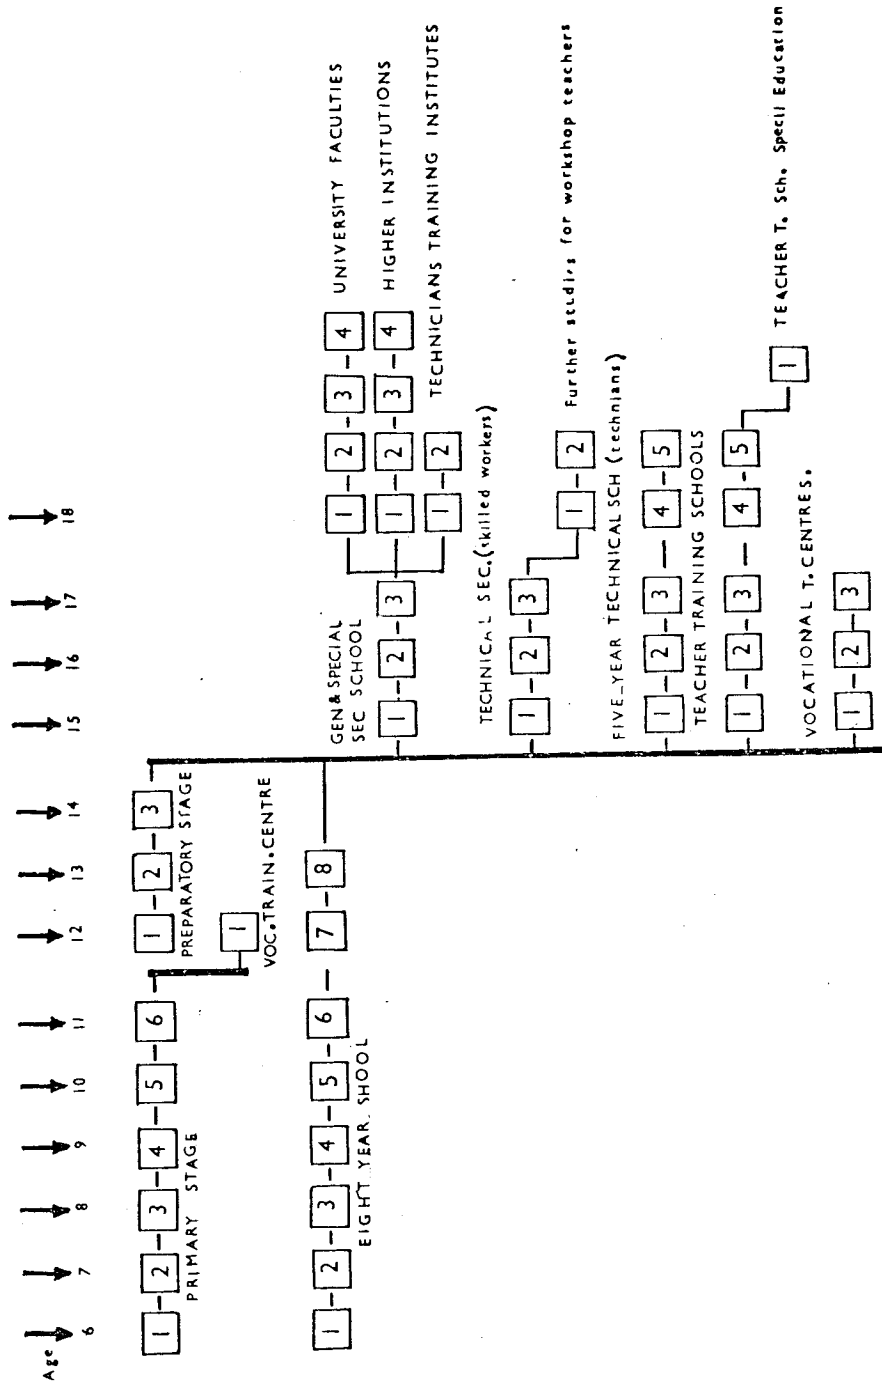 Age
6 7 8 9 10 11 12 13 14 15 16 17 18
1-2-3-4-5-6 1-2-3
PRIMARY STAGE PREPARATORY STAGE
1
VOC.TRAIN.CENTRE
1-2-3-4-5-6-7-8
EIGHT YEAR SHOOL
GEN & SPECIAL
SEC SCHOOL
1-2-3
1-2-3-4 UNIVERSITY FACULTIES
1-2-3-4 HIGHER INSTITUTIONS
1-2 TECHNICIANS TRAINING INSTITUTES
TECHNICAL SEC.(skilled workers)
1-2-3
1-2 Further studies for workshop teachers
FIVE_YEAR TECHNICAL SCH (technians)
1-2-3-4-5
TEACHER TRAINING SCHOOLS
1-2-3-4-5
1 TEACHER T. Sch. Special Education
VOCATIONAL T. CENTRES.
1-2-3